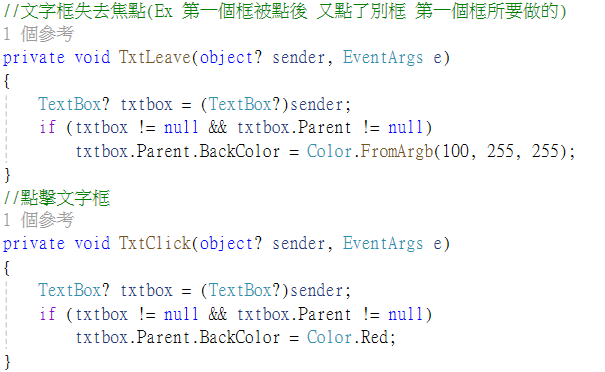 //文字框失去焦點(Ex 第一個框被點後 又點了別框 第一個框所要做的)
1 個參考
private void TxtLeave(object? sender, EventArgs e)
{
    TextBox? txtbox = (TextBox?)sender;
    if (txtbox != null && txtbox.Parent != null)
        txtbox.Parent.BackColor = Color.FromArgb(100, 255, 255);
}
//點擊文字框
1 個參考
private void TxtClick(object? sender, EventArgs e)
{
    TextBox? txtbox = (TextBox?)sender;
    if (txtbox != null && txtbox.Parent != null)
        txtbox.Parent.BackColor = Color.Red;
}